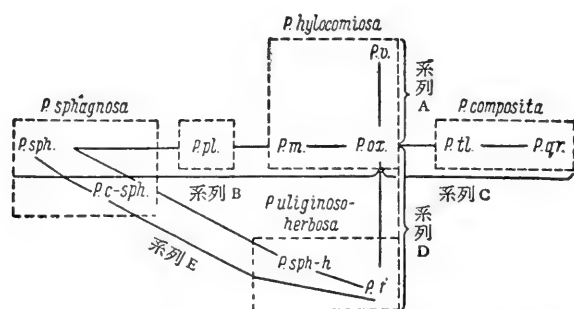 P. hylocomiosa
P.v.
系列 A
P. sphagnosa
P. composita
P.sph.
P.pl.
P.m.
P.ox.
P.tl.
P.qr.
P.c-sph.
系列 B
系列 C
P uliginoso-
herbosa
系列 D
系列 E
P.sph-h
P.f